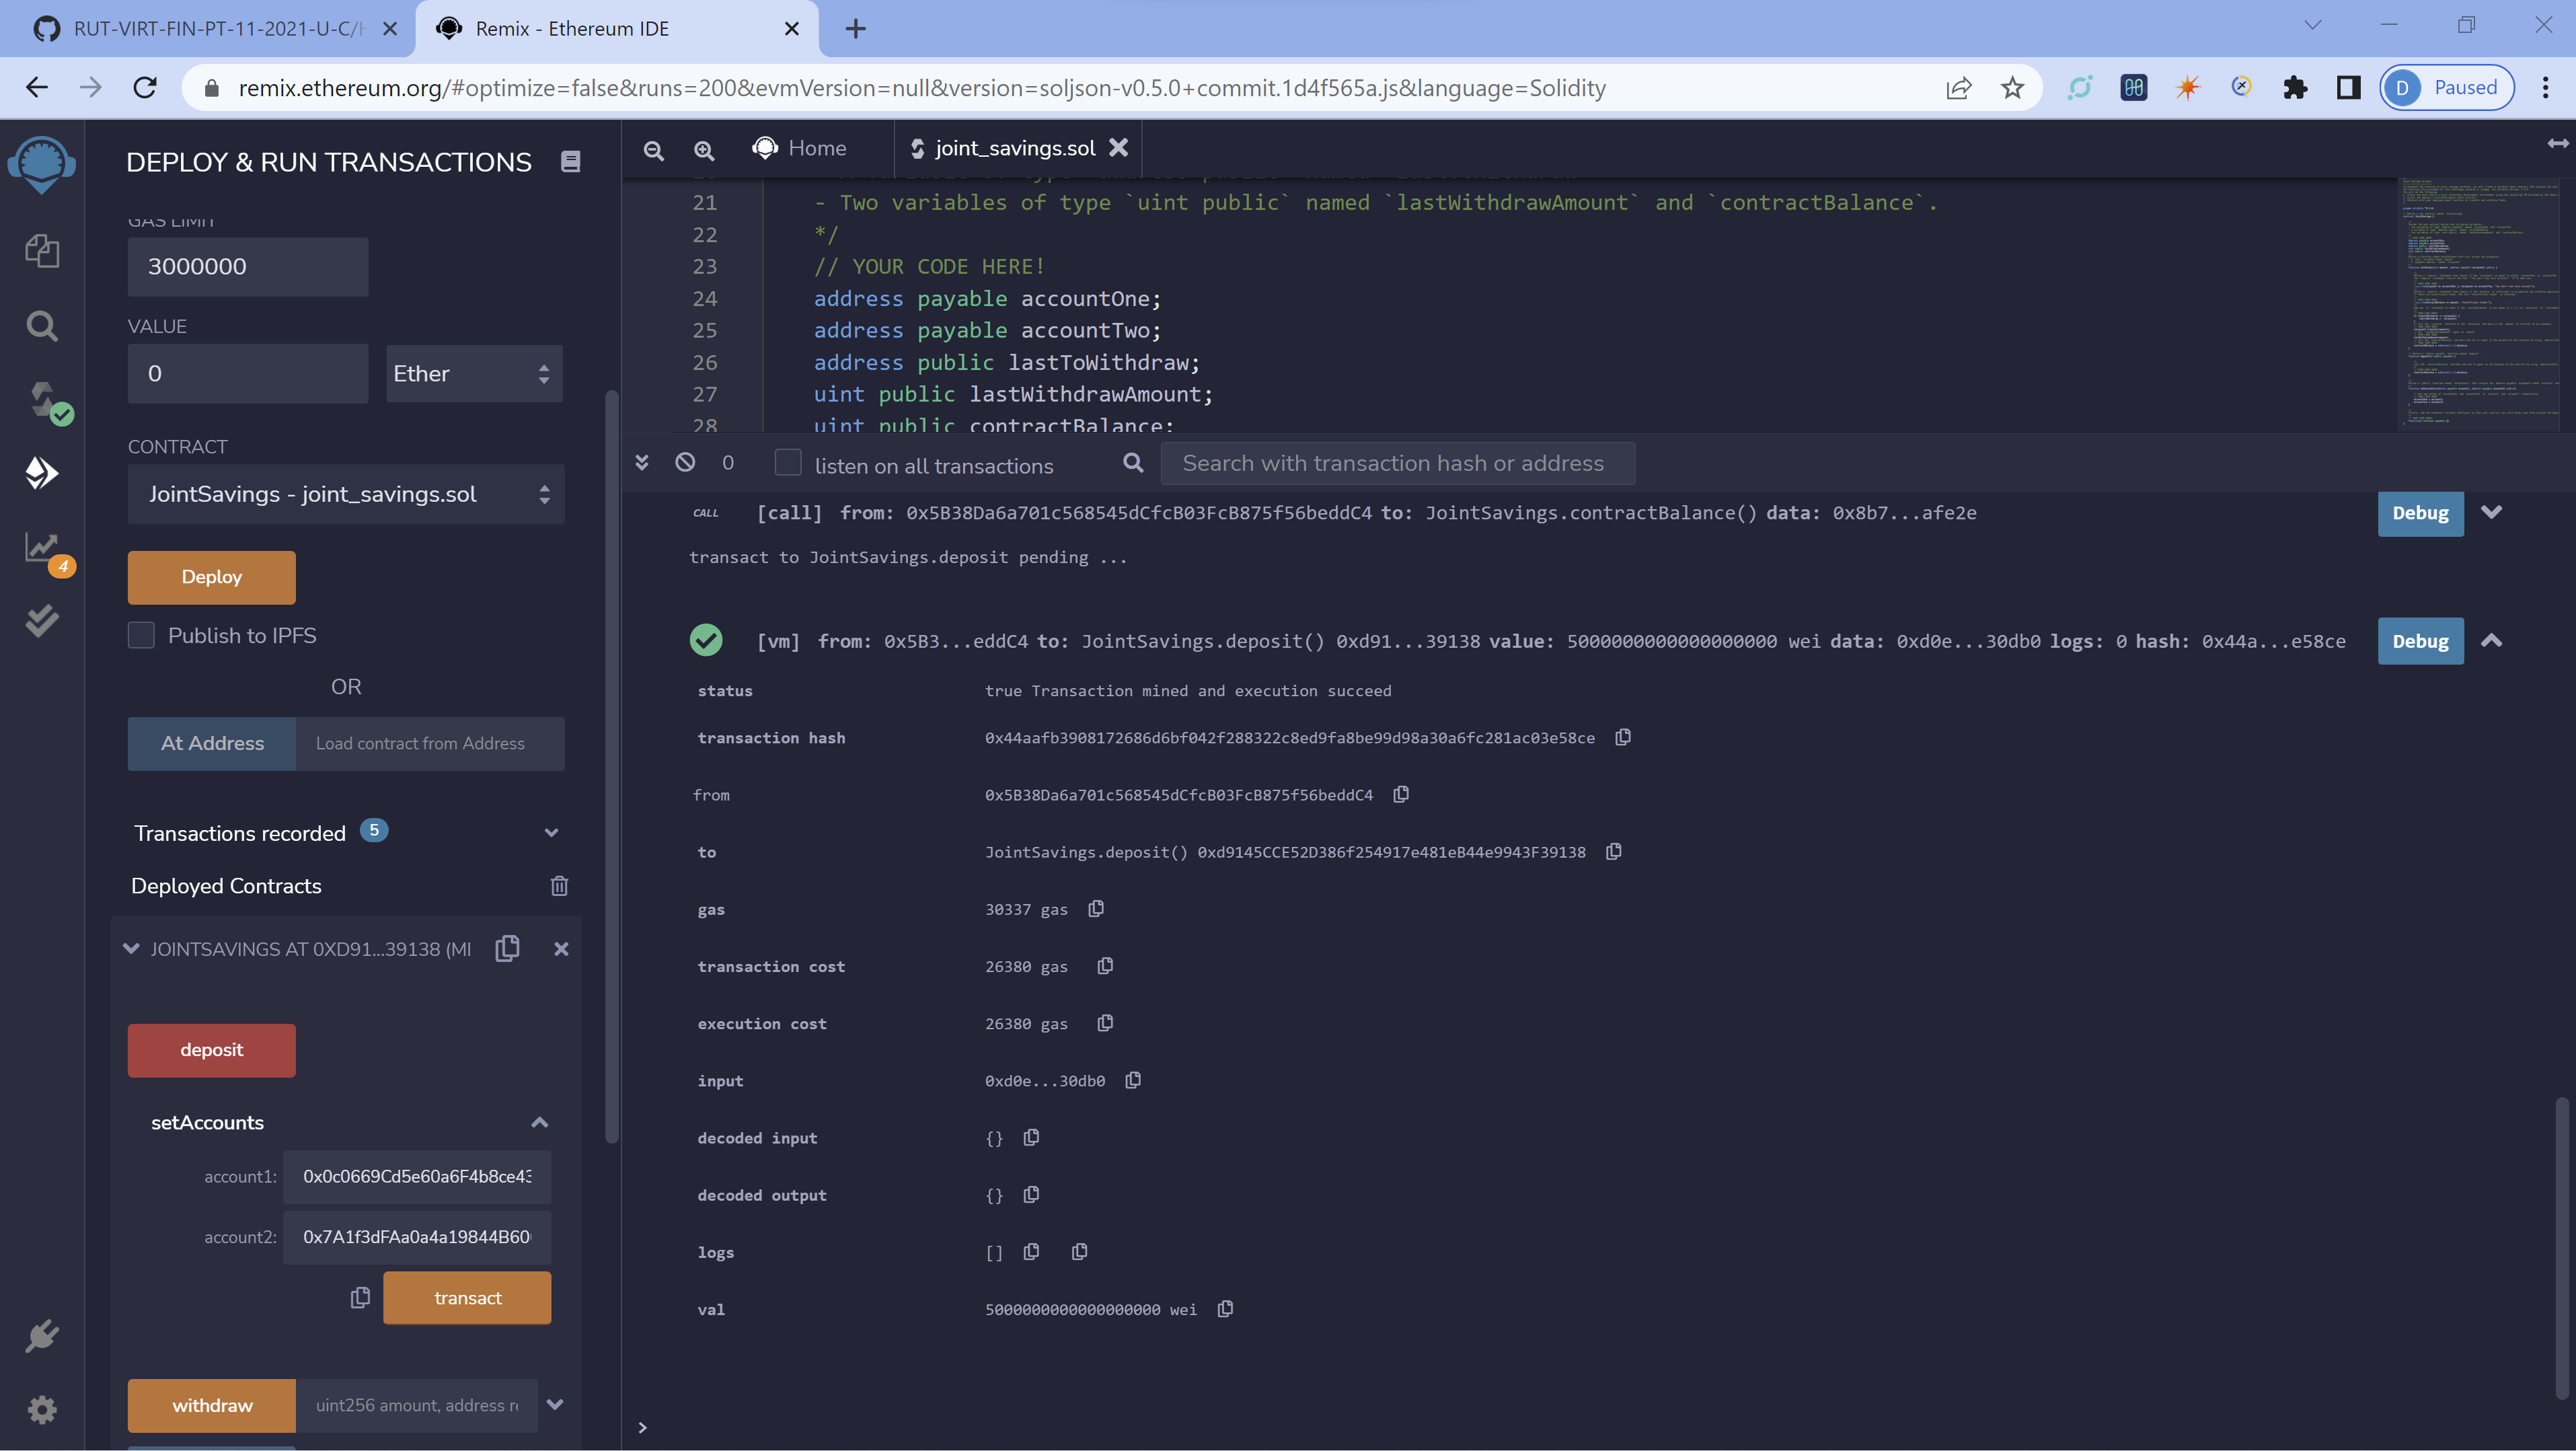 RUT-VIRT-FIN-PT-11-2021-U-C/
Remix - Ethereum IDE
remix.ethereum.org/#optimize=false&runs=200&evmVersion=null&version=soljson-v0.5.0+commit.1d4f565a.js&language=Solidity
D Paused
DEPLOY & RUN TRANSACTIONS
GAS LIMIT
3000000
VALUE
0
Ether
CONTRACT
JointSavings - joint_savings.sol
Deploy
Publish to IPFS
OR
At Address
Load contract from Address
Transactions recorded 5
Deployed Contracts
JOINTSAVINGS AT 0XD91...39138 (MI
deposit
setAccounts
account1: 0x0c0669Cd5e60a6F4b8ce43
account2: 0x7A1f3dFAa0a4a19844B60
transact
withdraw
uint256 amount, address r
4
Home
joint_savings.sol
21 - Two variables of type `uint public` named `lastWithdrawAmount` and `contractBalance`.
22 */
23 // YOUR CODE HERE!
24 address payable accountOne;
25 address payable accountTwo;
26 address public lastToWithdraw;
27 uint public lastWithdrawAmount;
28 uint public contractBalance;
0
listen on all transactions
Search with transaction hash or address
CALL [call] from: 0x5B38Da6a701c568545dCfcB03FcB875f56beddC4 to: JointSavings.contractBalance() data: 0x8b7...afe2e
Debug
transact to JointSavings.deposit pending ...
[vm] from: 0x5B3...eddC4 to: JointSavings.deposit() 0xd91...39138 value: 5000000000000000000 wei data: 0xd0e...30db0 logs: 0 hash: 0x44a...e58ce
Debug
status true Transaction mined and execution succeed
transaction hash 0x44aafb3908172686d6bf042f288322c8ed9fa8be99d98a30a6fc281ac03e58ce
from 0x5B38Da6a701c568545dCfcB03FcB875f56beddC4
to JointSavings.deposit() 0xd9145CCE52D386f254917e481eB44e9943F39138
gas 30337 gas
transaction cost 26380 gas
execution cost 26380 gas
input 0xd0e...30db0
decoded input {}
decoded output {}
logs []
val 5000000000000000000 wei
>